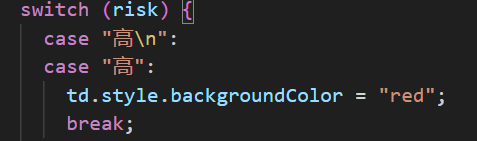 switch (risk) {
case "高\n":
case "高":
td.style.backgroundColor = "red";
break;